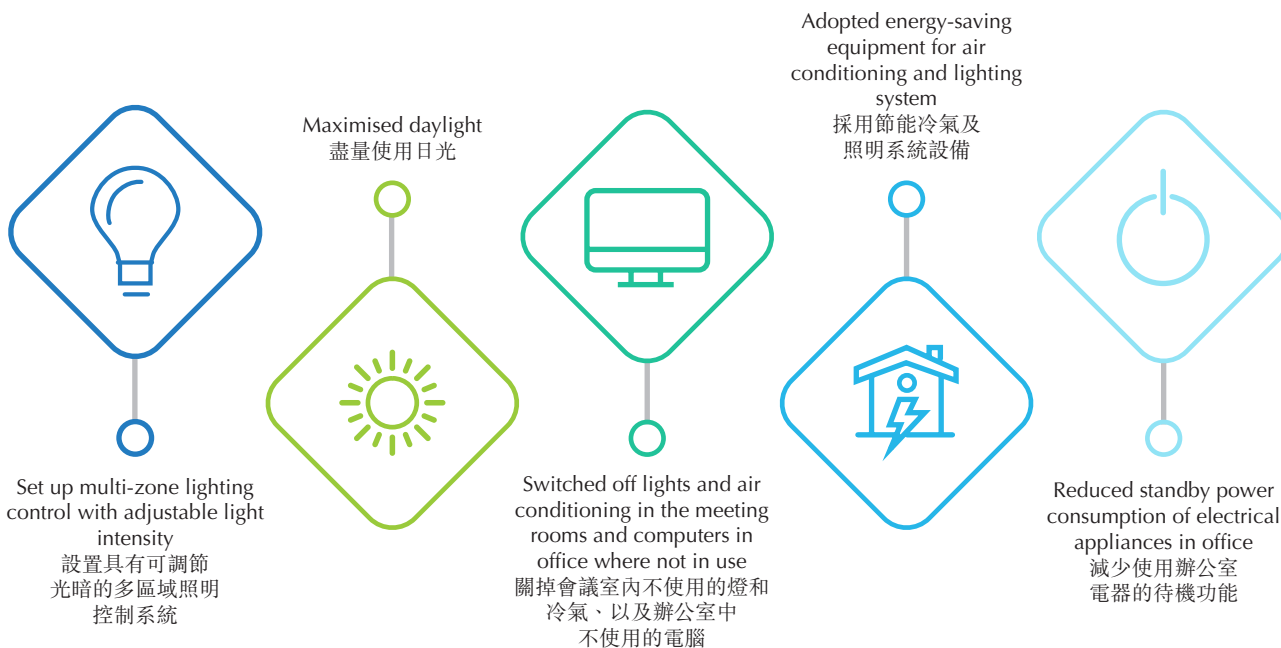 Set up multi-zone lighting
control with adjustable light
intensity
設置具有可調節
光暗的多區域照明
控制系統
Maximised daylight
盡量使用日光
Switched off lights and air
conditioning in the meeting
rooms and computers in
office where not in use
關掉會議室內不使用的燈和
冷氣、以及辦公室中
不使用的電腦
Adopted energy-saving
equipment for air
conditioning and lighting
system
採用節能冷氣及
照明系統設備
Reduced standby power
consumption of electrical
appliances in office
減少使用辦公室
電器的待機功能